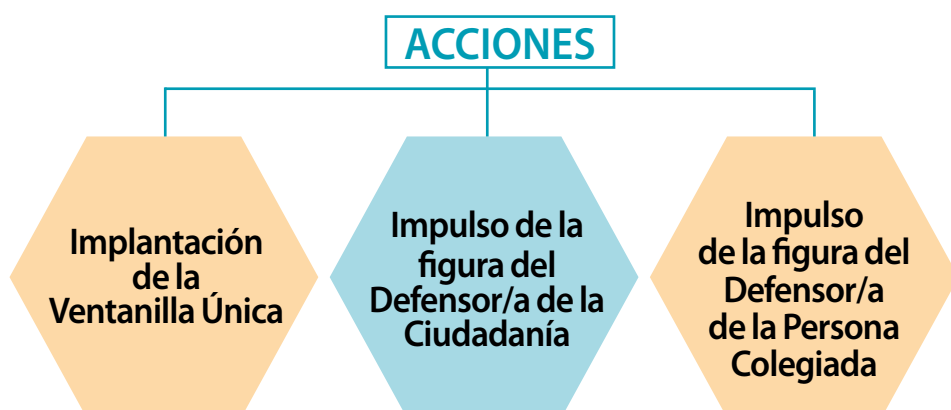 ACCIONES
Implantación
de la
Ventanilla Única
Impulso de la
figura del
Defensor/a de la
Ciudadanía
Impulso
de la figura del
Defensor/a
de la Persona
Colegiada